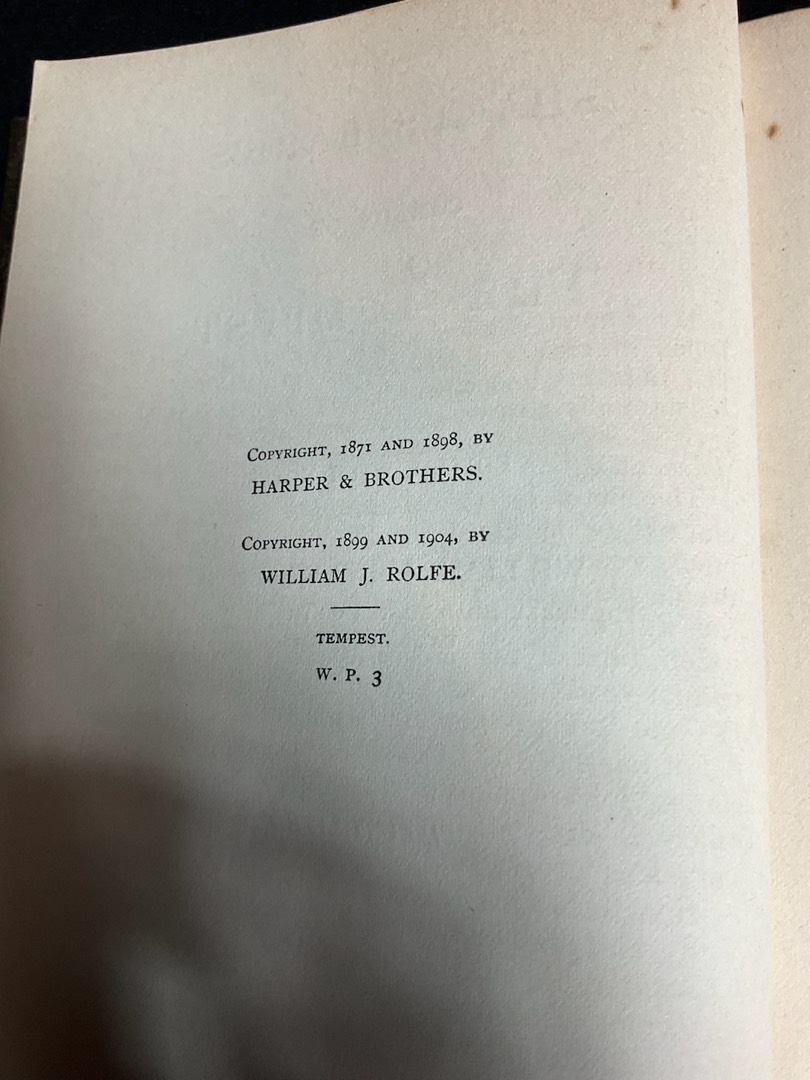 COPYRIGHT, 1871 AND 1898, BY
HARPER & BROTHERS.
COPYRIGHT, 1899 AND 1904, BY
WILLIAM J. ROLFE.
TEMPEST.
W. P. 3